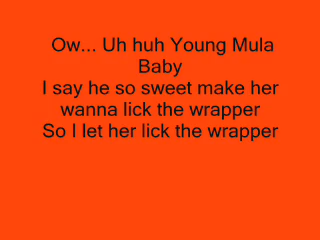 Ow... Uh huh Young Mula
Baby
I say he so sweet make her
wanna lick the wrapper
So I let her lick the wrapper